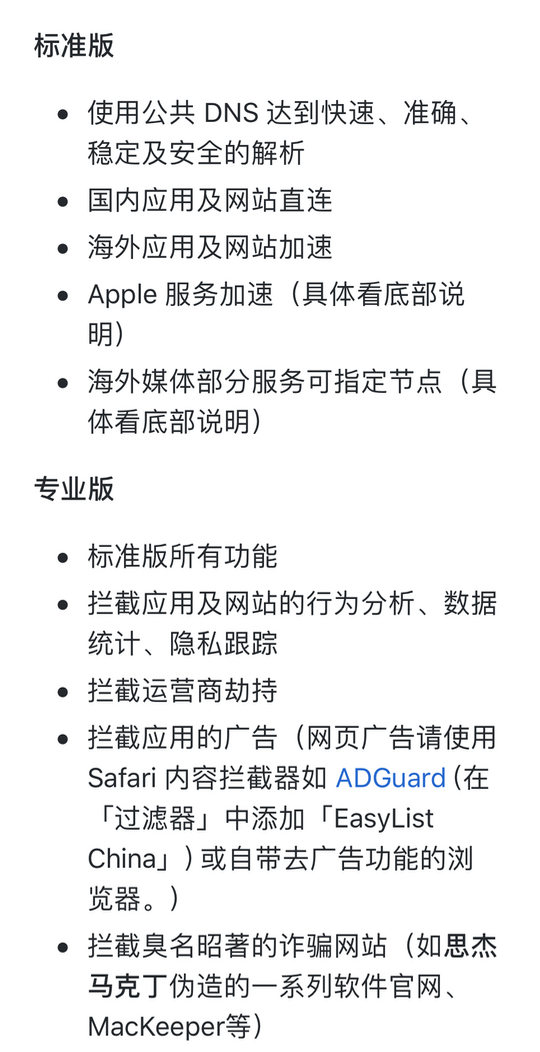 标准版
使用公共 DNS 达到快速、准确、
稳定及安全的解析
国内应用及网站直连
海外应用及网站加速
Apple 服务加速（具体看底部说
明）
海外媒体部分服务可指定节点（具
体看底部说明）
专业版
标准版所有功能
拦截应用及网站的行为分析、数据
统计、隐私跟踪
拦截运营商劫持
拦截应用的广告（网页广告请使用
Safari 内容拦截器如 ADGuard (在
「过滤器」中添加「EasyList
China」) 或自带去广告功能的浏
览器。）
拦截臭名昭著的诈骗网站（如思杰
马克丁伪造的一系列软件官网、
MacKeeper等）